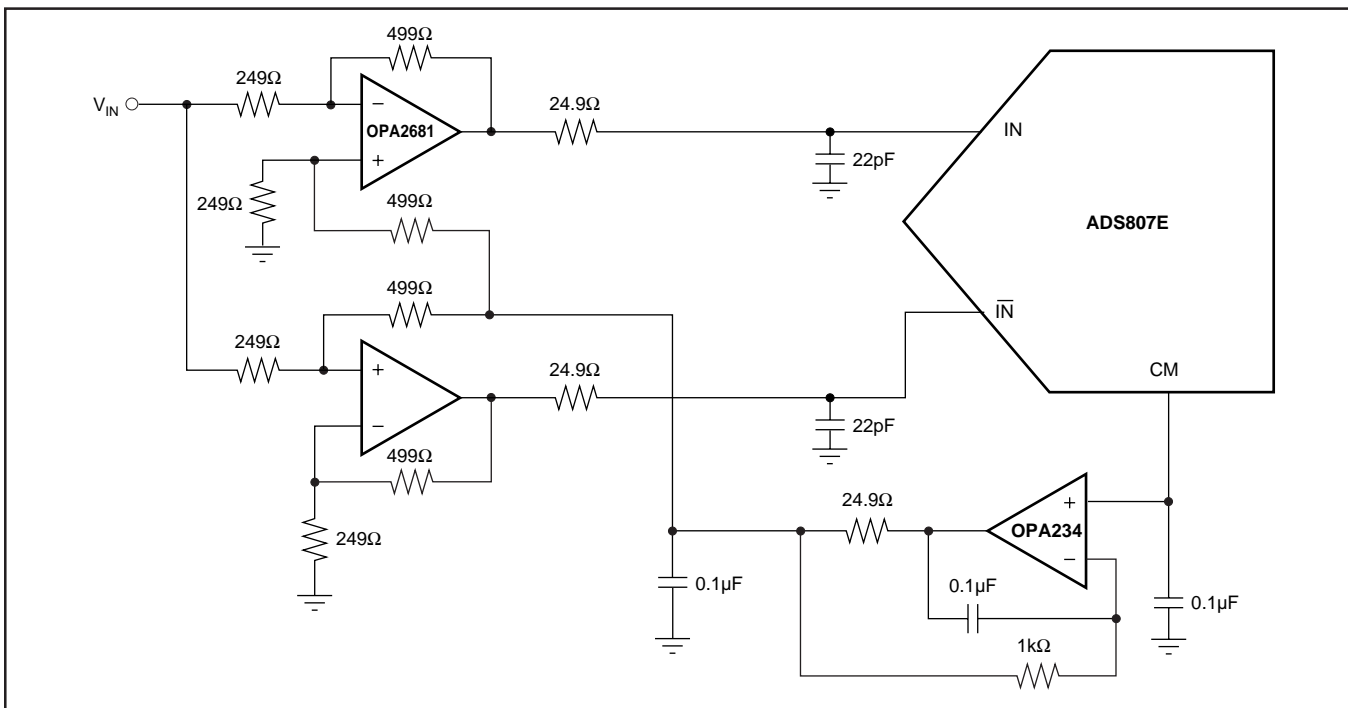 499Ω
249Ω
V_IN
−
OPA2681
+
24.9Ω
IN
22pF
249Ω
499Ω
ADS807E
499Ω
I̅N̅
249Ω
+
−
24.9Ω
CM
22pF
499Ω
249Ω
24.9Ω
+
OPA234
−
0.1µF
0.1µF
0.1µF
1kΩ